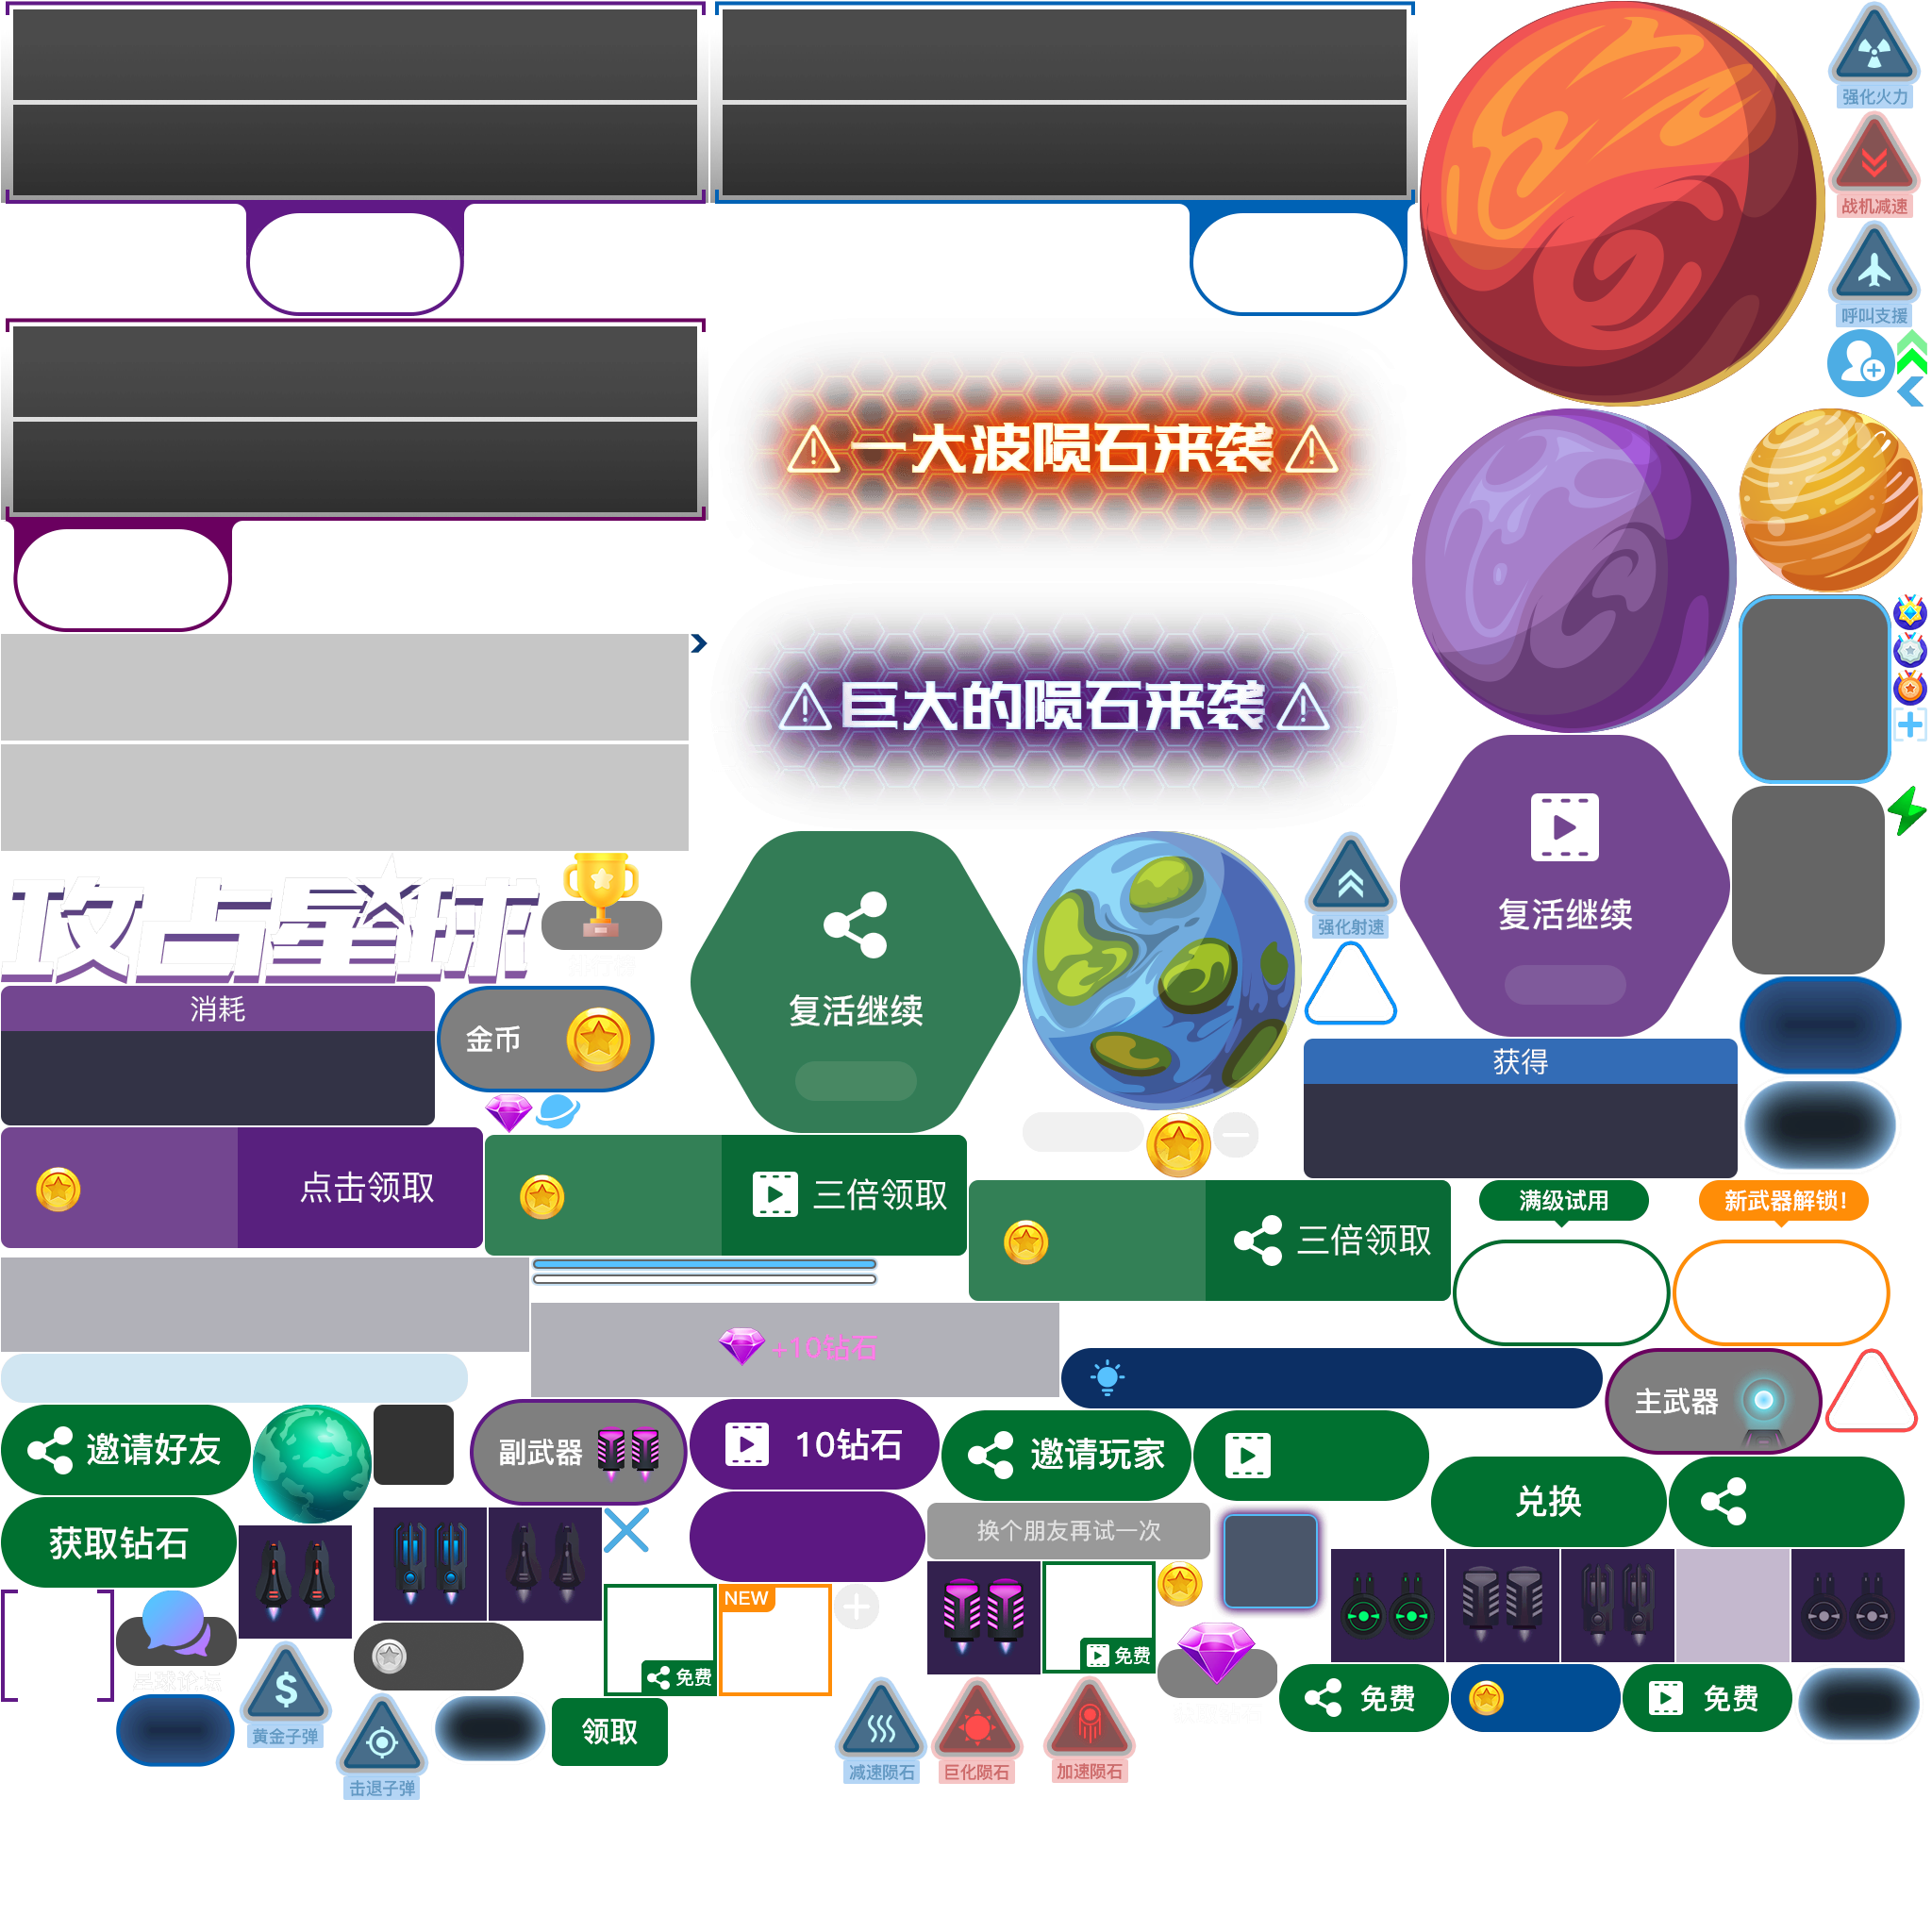 强化火力
战机减速
呼叫支援
一大波陨石来袭
巨大的陨石来袭
攻占星球
强化射速
复活继续
复活继续
消耗
金币
获得
点击领取
三倍领取
三倍领取
满级试用
新武器解锁!
+10钻石
主武器
邀请好友
副武器
10钻石
邀请玩家
兑换
获取钻石
换个朋友再试一次
NEW
免费
免费
星球论坛
免费
免费
黄金子弹
领取
击退子弹
减速陨石
巨化陨石
加速陨石